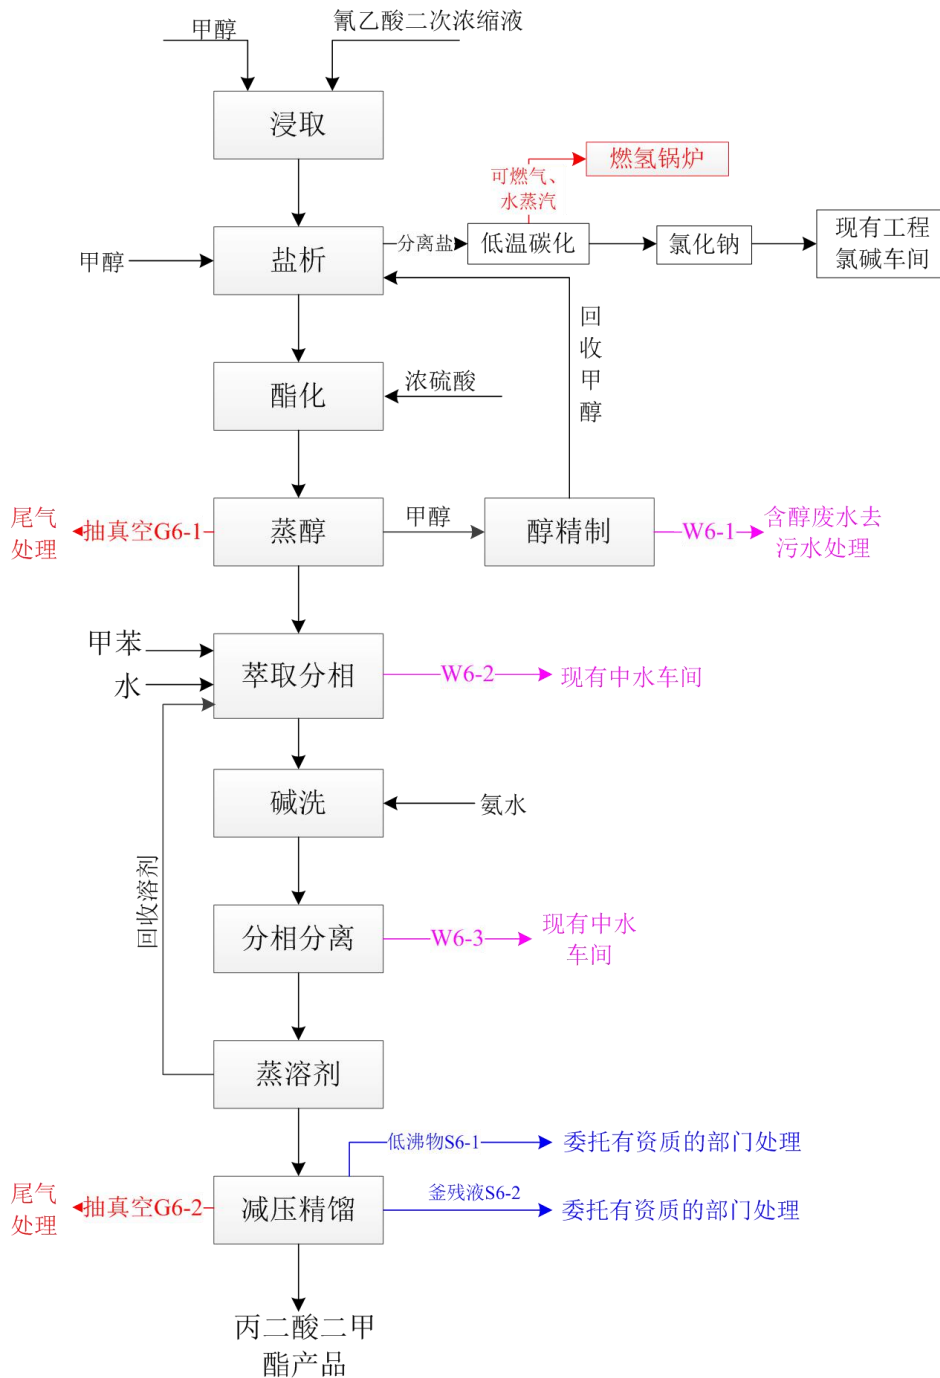 甲醇
氰乙酸二次浓缩液
浸取
燃氢锅炉
可燃气、
水蒸汽
甲醇
盐析
分离盐
低温碳化
氯化钠
现有工程
氯碱车间
回收甲醇
酯化
浓硫酸
尾气
处理
抽真空G6-1
蒸醇
甲醇
醇精制
W6-1
含醇废水去
污水处理
甲苯
水
萃取分相
W6-2
现有中水车间
碱洗
氨水
回收溶剂
分相分离
W6-3
现有中水
车间
蒸溶剂
低沸物S6-1
委托有资质的部门处理
尾气
处理
抽真空G6-2
减压精馏
釜残液S6-2
委托有资质的部门处理
丙二酸二甲
酯产品